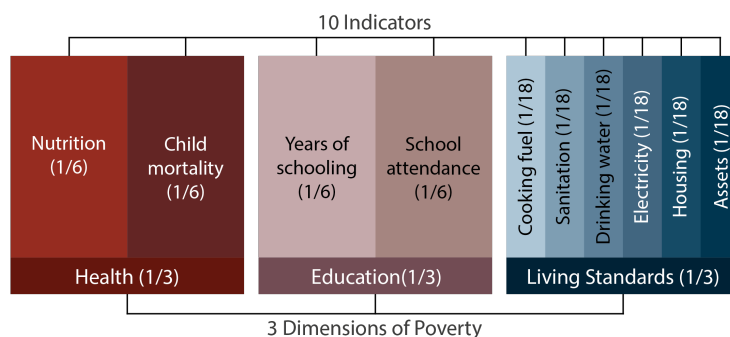 10 Indicators
Nutrition
(1/6)
Child
mortality
(1/6)
Years of
schooling
(1/6)
School
attendance
(1/6)
Cooking fuel (1/18)
Sanitation (1/18)
Drinking water (1/18)
Electricity (1/18)
Housing (1/18)
Assets (1/18)
Health (1/3)
Education(1/3)
Living Standards (1/3)
3 Dimensions of Poverty